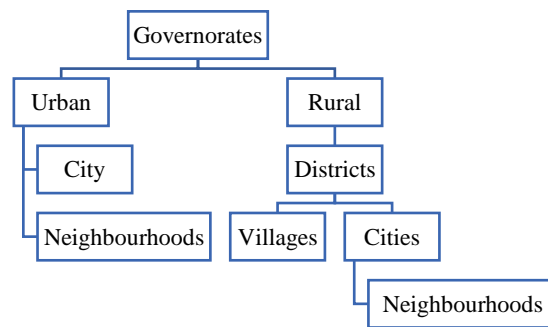 Governorates
Urban
Rural
City
Districts
Neighbourhoods
Villages
Cities
Neighbourhoods